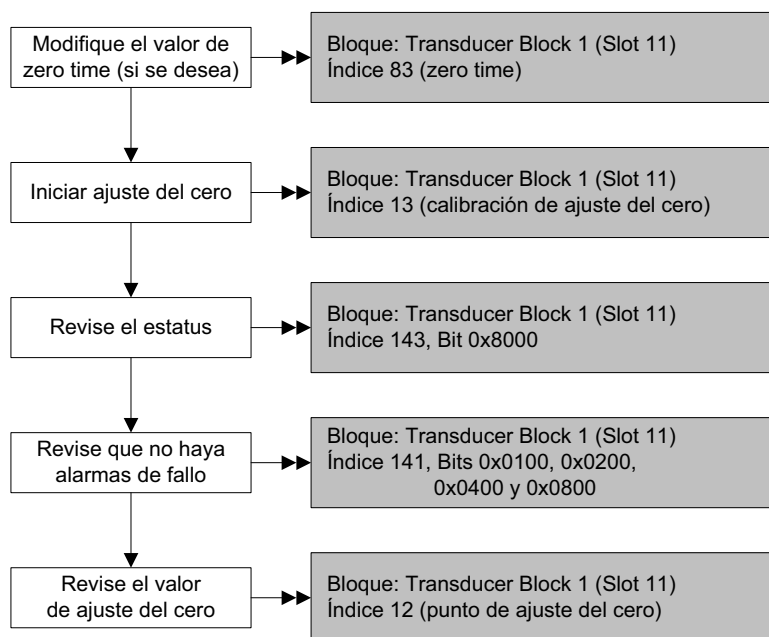 Modifique el valor de
zero time (si se desea)
Bloque: Transducer Block 1 (Slot 11)
Índice 83 (zero time)
Iniciar ajuste del cero
Bloque: Transducer Block 1 (Slot 11)
Índice 13 (calibración de ajuste del cero)
Revise el estatus
Bloque: Transducer Block 1 (Slot 11)
Índice 143, Bit 0x8000
Revise que no haya
alarmas de fallo
Bloque: Transducer Block 1 (Slot 11)
Índice 141, Bits 0x0100, 0x0200,
0x0400 y 0x0800
Revise el valor
de ajuste del cero
Bloque: Transducer Block 1 (Slot 11)
Índice 12 (punto de ajuste del cero)